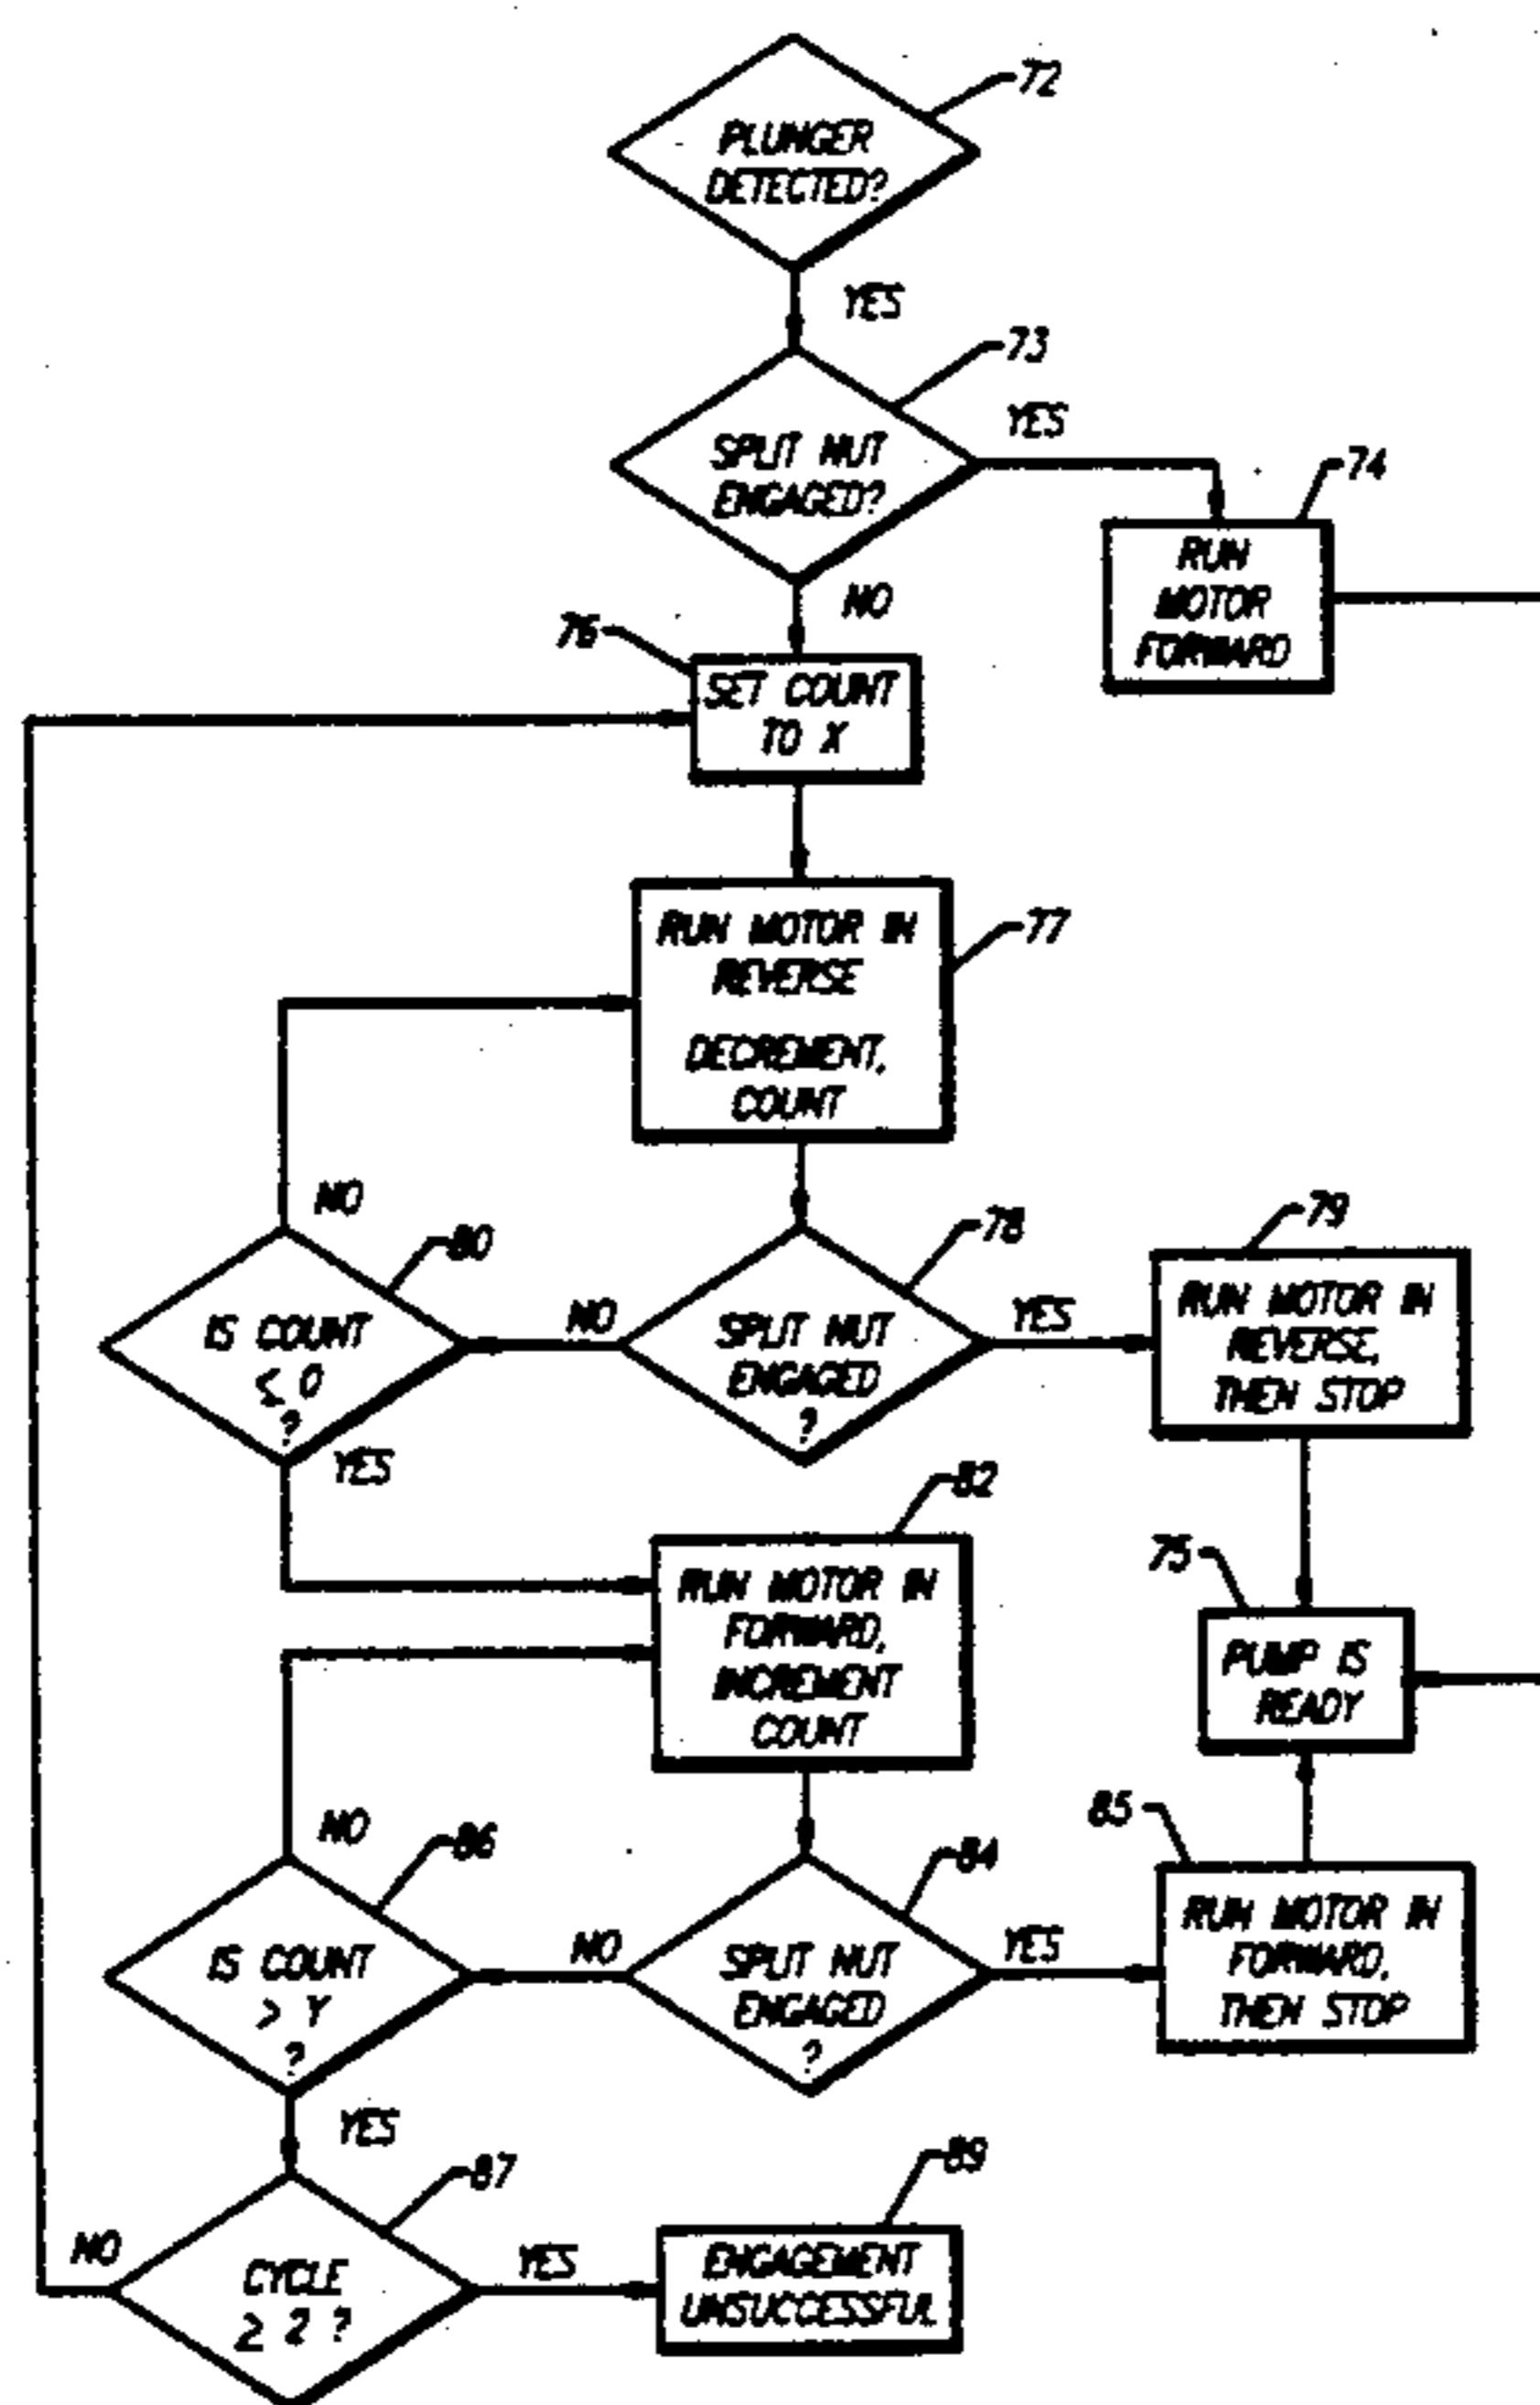 72
PLUNGER
DETECTED?
YES
73
SPLIT NUT
ENGAGED?
YES
74
RUN
MOTOR
FORWARD
NO
76
SET COUNT
TO X
77
RUN MOTOR IN
REVERSE
DECREMENT,
COUNT
NO
80
IS COUNT
≤ 0
?
NO
78
SPLIT NUT
ENGAGED
?
YES
79
RUN MOTOR IN
REVERSE,
THEN STOP
YES
82
RUN MOTOR IN
FORWARD,
INCREMENT
COUNT
75
PUMP IS
READY
NO
86
IS COUNT
> Y
?
NO
84
SPLIT NUT
ENGAGED
?
YES
85
RUN MOTOR IN
FORWARD,
THEN STOP
YES
87
NO
CYCLE
≥ 2 ?
YES
89
ENGAGEMENT
UNSUCCESSFUL